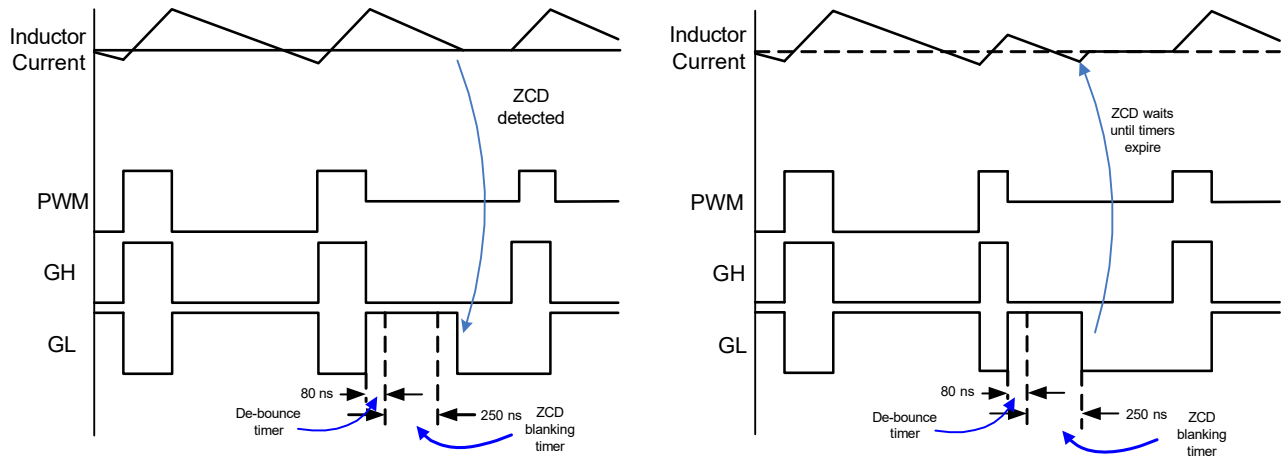 Inductor
Current
ZCD
detected
PWM
GH
GL
80 ns
De-bounce
timer
250 ns
ZCD
blanking
timer
Inductor
Current
ZCD waits
until timers
expire
PWM
GH
GL
80 ns
De-bounce
timer
250 ns
ZCD
blanking
timer